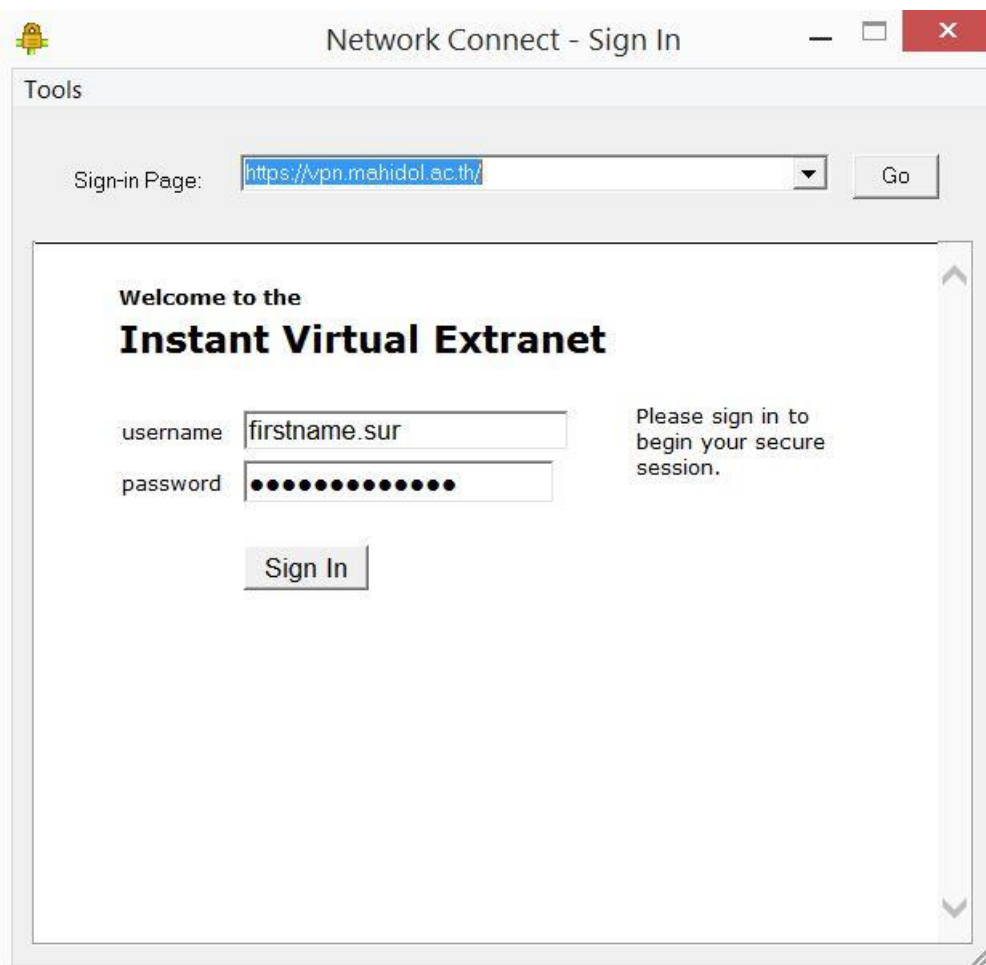 Network Connect - Sign In
Tools
Sign-in Page: https://vpn.mahidol.ac.th/ Go
Welcome to the
Instant Virtual Extranet
username firstname.sur
password •••••••••••••
Please sign in to
begin your secure
session.
Sign In